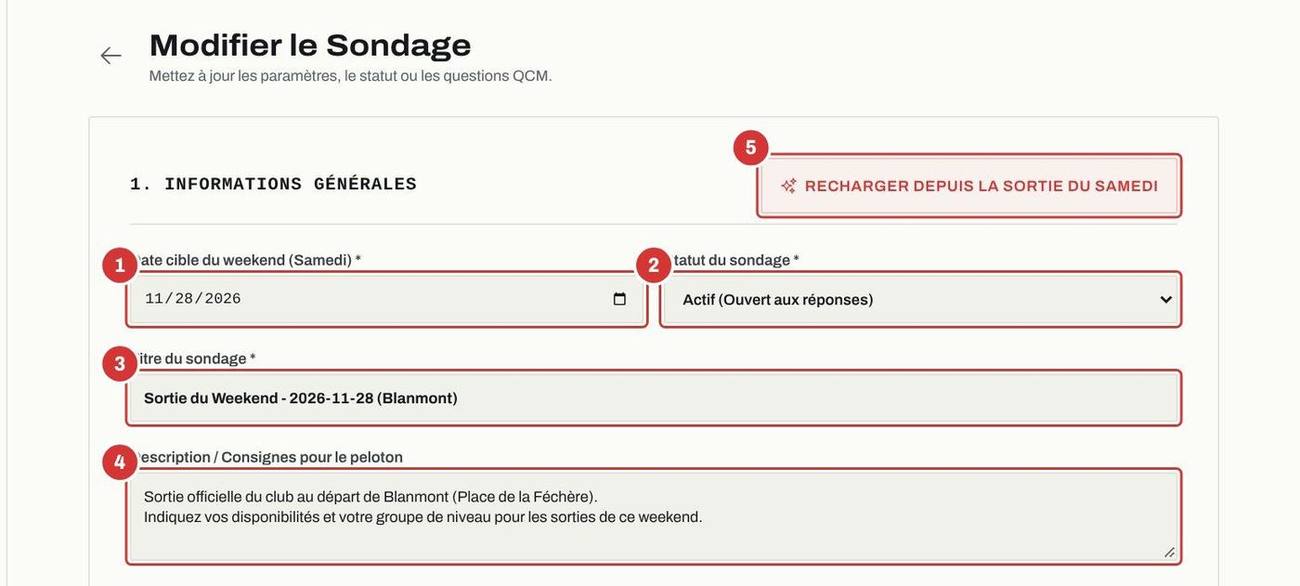 Modifier le Sondage
Mettez à jour les paramètres, le statut ou les questions QCM.
5
1. INFORMATIONS GÉNÉRALES
RECHARGER DEPUIS LA SORTIE DU SAMEDI
1 ate cible du weekend (Samedi) *
2 tatut du sondage *
11/28/2026
Actif (Ouvert aux réponses)
3 itre du sondage *
Sortie du Weekend - 2026-11-28 (Blanmont)
4 escription / Consignes pour le peloton
Sortie officielle du club au départ de Blanmont (Place de la Féchère).
Indiquez vos disponibilités et votre groupe de niveau pour les sorties de ce weekend.